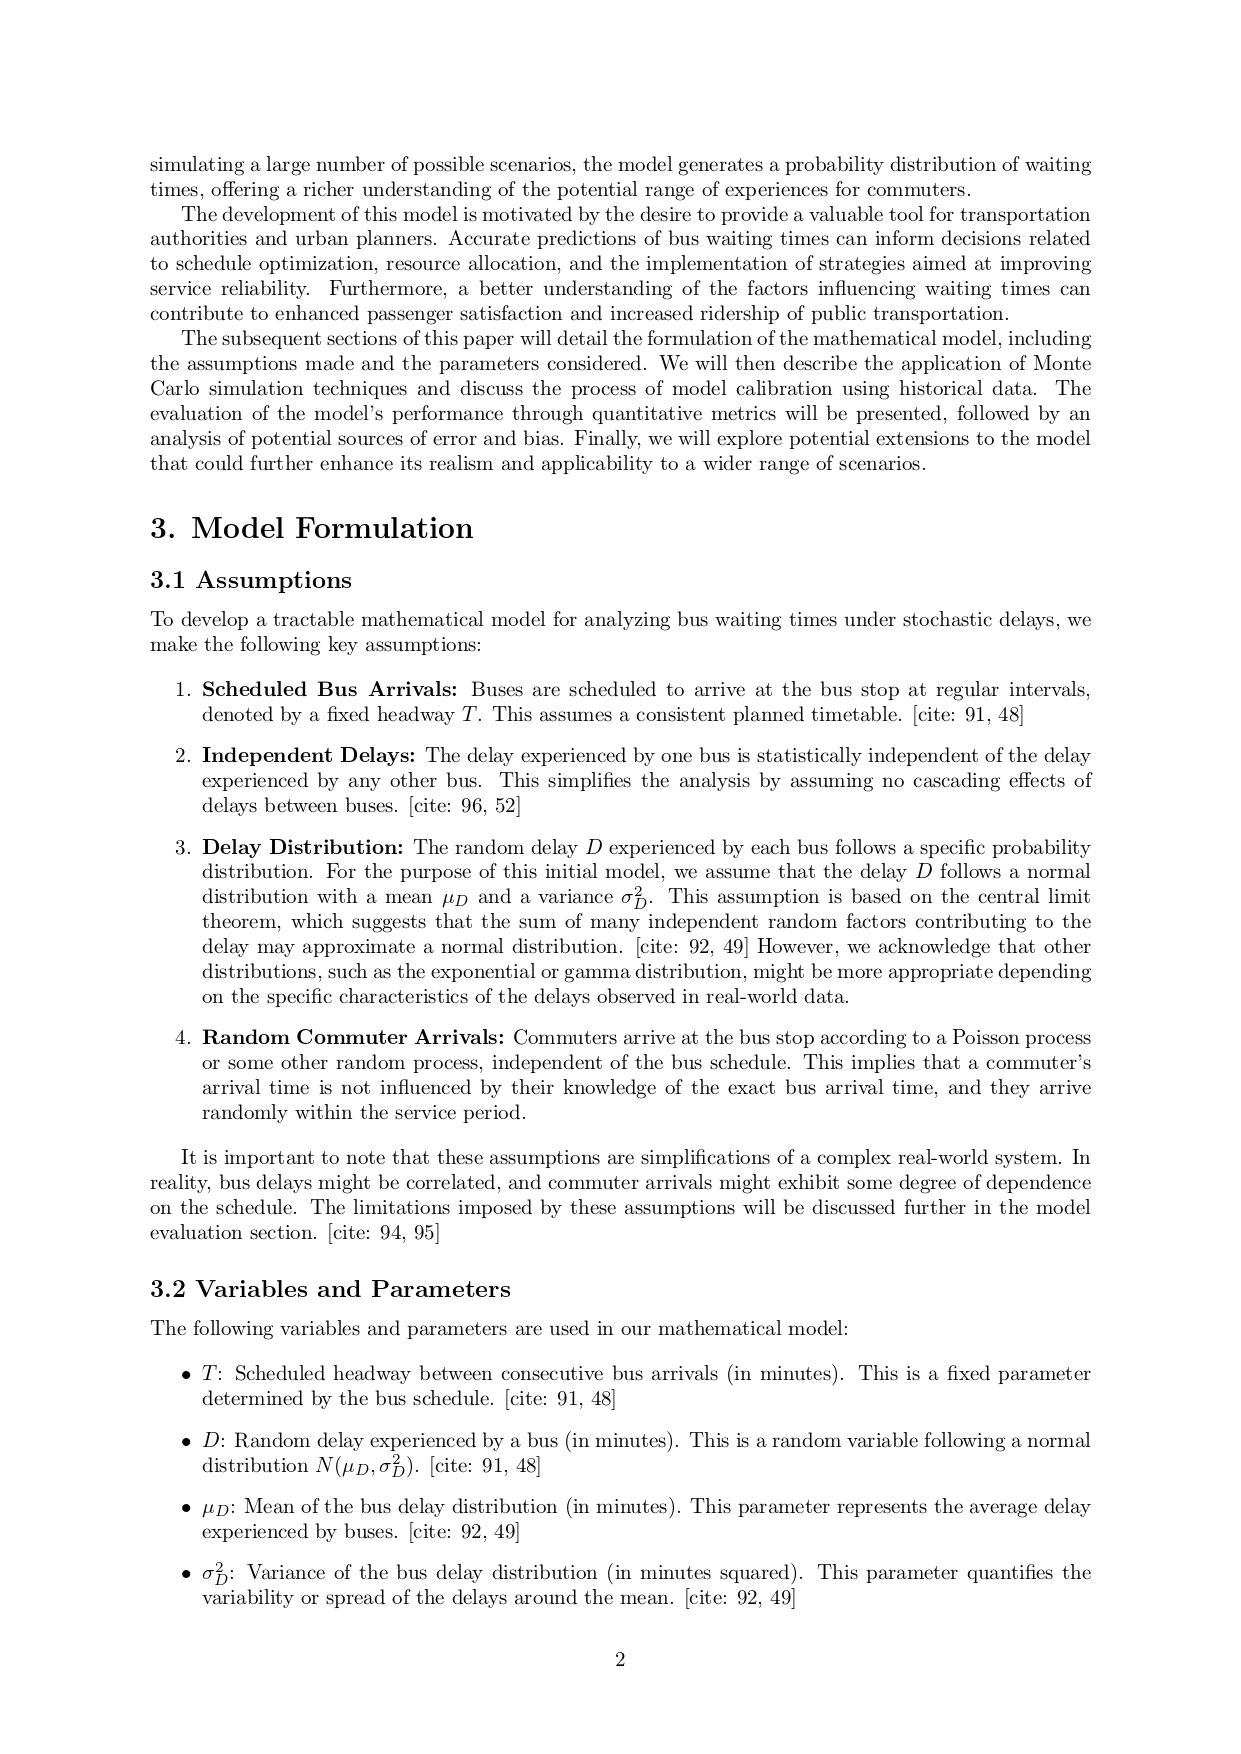 simulating a large number of possible scenarios, the model generates a probability distribution of waiting
times, offering a richer understanding of the potential range of experiences for commuters.
The development of this model is motivated by the desire to provide a valuable tool for transportation
authorities and urban planners. Accurate predictions of bus waiting times can inform decisions related
to schedule optimization, resource allocation, and the implementation of strategies aimed at improving
service reliability. Furthermore, a better understanding of the factors influencing waiting times can
contribute to enhanced passenger satisfaction and increased ridership of public transportation.
The subsequent sections of this paper will detail the formulation of the mathematical model, including
the assumptions made and the parameters considered. We will then describe the application of Monte
Carlo simulation techniques and discuss the process of model calibration using historical data. The
evaluation of the model's performance through quantitative metrics will be presented, followed by an
analysis of potential sources of error and bias. Finally, we will explore potential extensions to the model
that could further enhance its realism and applicability to a wider range of scenarios.
3. Model Formulation
3.1 Assumptions
To develop a tractable mathematical model for analyzing bus waiting times under stochastic delays, we
make the following key assumptions:
1. Scheduled Bus Arrivals: Buses are scheduled to arrive at the bus stop at regular intervals,
denoted by a fixed headway T. This assumes a consistent planned timetable. [cite: 91, 48]
2. Independent Delays: The delay experienced by one bus is statistically independent of the delay
experienced by any other bus. This simplifies the analysis by assuming no cascading effects of
delays between buses. [cite: 96, 52]
3. Delay Distribution: The random delay D experienced by each bus follows a specific probability
distribution. For the purpose of this initial model, we assume that the delay D follows a normal
distribution with a mean μ_D and a variance σ_D^2. This assumption is based on the central limit
theorem, which suggests that the sum of many independent random factors contributing to the
delay may approximate a normal distribution. [cite: 92, 49] However, we acknowledge that other
distributions, such as the exponential or gamma distribution, might be more appropriate depending
on the specific characteristics of the delays observed in real-world data.
4. Random Commuter Arrivals: Commuters arrive at the bus stop according to a Poisson process
or some other random process, independent of the bus schedule. This implies that a commuter's
arrival time is not influenced by their knowledge of the exact bus arrival time, and they arrive
randomly within the service period.
It is important to note that these assumptions are simplifications of a complex real-world system. In
reality, bus delays might be correlated, and commuter arrivals might exhibit some degree of dependence
on the schedule. The limitations imposed by these assumptions will be discussed further in the model
evaluation section. [cite: 94, 95]
3.2 Variables and Parameters
The following variables and parameters are used in our mathematical model:
• T: Scheduled headway between consecutive bus arrivals (in minutes). This is a fixed parameter
determined by the bus schedule. [cite: 91, 48]
• D: Random delay experienced by a bus (in minutes). This is a random variable following a normal
distribution N(μ_D, σ_D^2). [cite: 91, 48]
• μ_D: Mean of the bus delay distribution (in minutes). This parameter represents the average delay
experienced by buses. [cite: 92, 49]
• σ_D^2: Variance of the bus delay distribution (in minutes squared). This parameter quantifies the
variability or spread of the delays around the mean. [cite: 92, 49]
2